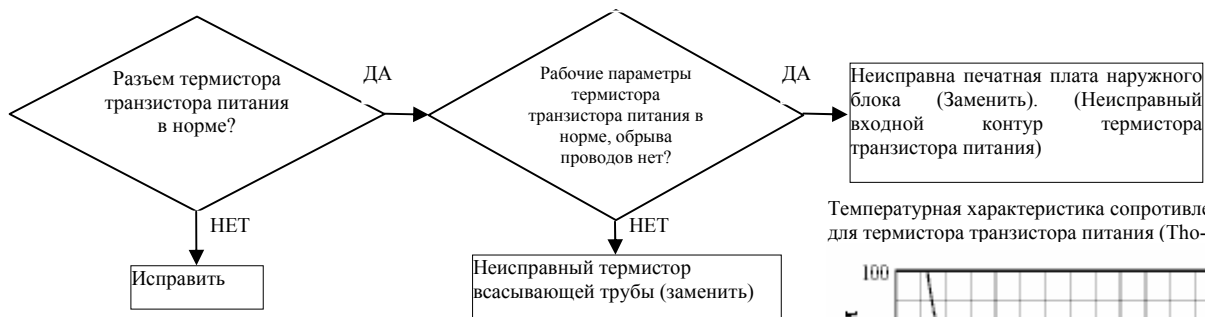 Разъем термистора
транзистора питания
в норме?
ДА
Рабочие параметры
термистора
транзистора питания в
норме, обрыва
проводов нет?
ДА
Неисправна печатная плата наружного
блока (Заменить). (Неисправный
входной контур термистора
транзистора питания)
НЕТ
Исправить
НЕТ
Неисправный термистор
всасывающей трубы (заменить)
Температурная характеристика
для термистора транзистора питания (Tho-
100